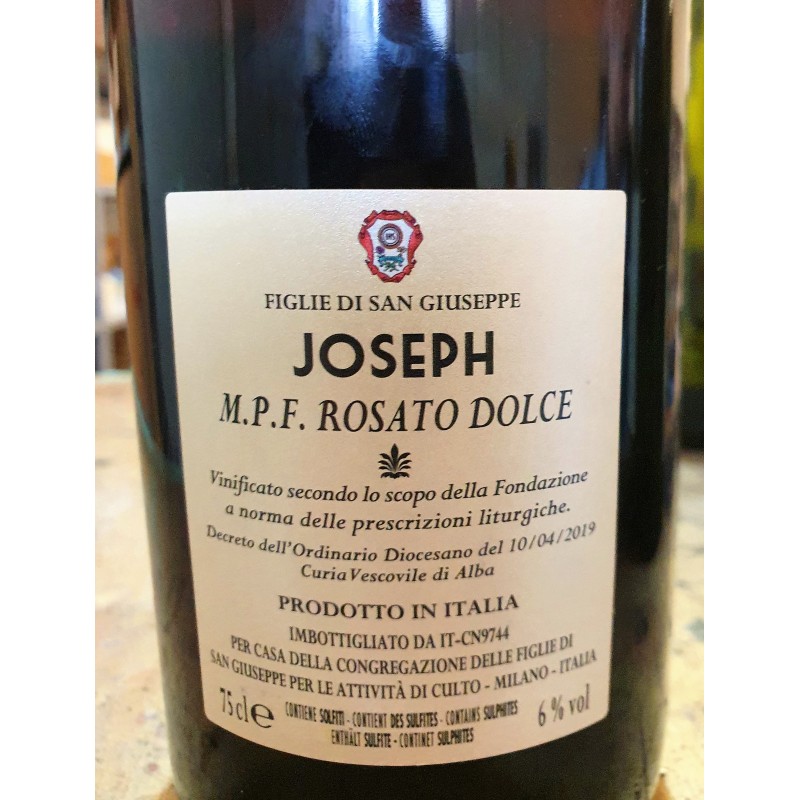 FIGLIE DI SAN GIUSEPPE
JOSEPH
M.P.F. ROSATO DOLCE
Vinificato secondo lo scopo della Fondazione
a norma delle prescrizioni liturgiche.
Decreto dell'Ordinario Diocesano del 10/04/2019
Curia Vescovile di Alba
PRODOTTO IN ITALIA
IMBOTTIGLIATO DA IT-CN9744
PER CASA DELLA CONGREGAZIONE DELLE FIGLIE DI
SAN GIUSEPPE PER LE ATTIVITÀ DI CULTO - MILANO - ITALIA
75 cl e
CONTIENE SOLFITI - CONTIENT DES SULFITES - CONTAINS SULPHITES
ENTHÄLT SULFITE - CONTINET SULPHITES
6 % vol